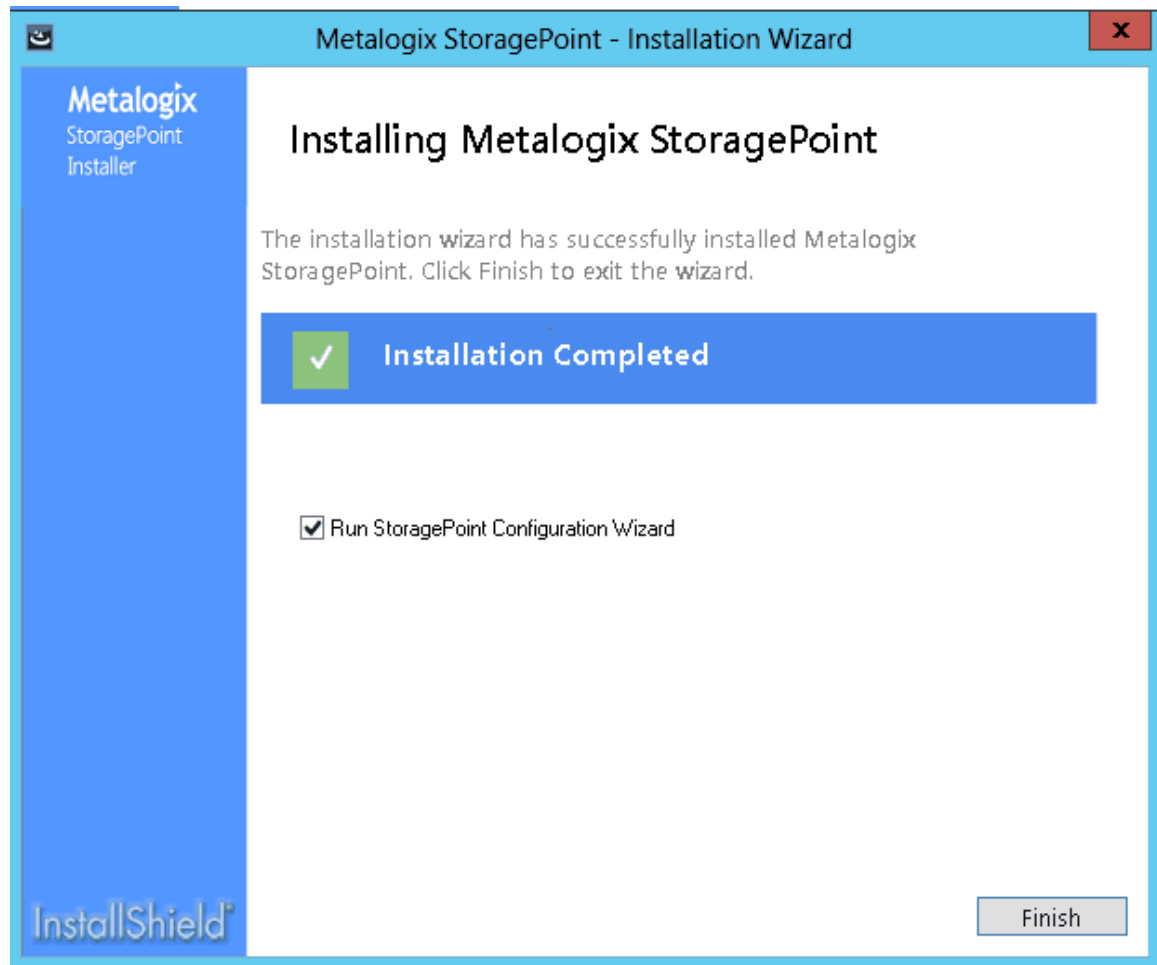 Metalogix StoragePoint - Installation Wizard
x
Metalogix
StoragePoint
Installer
Installing Metalogix StoragePoint
The installation wizard has successfully installed Metalogix
StoragePoint. Click Finish to exit the wizard.
Installation Completed
Run StoragePoint Configuration Wizard
InstallShield®
Finish